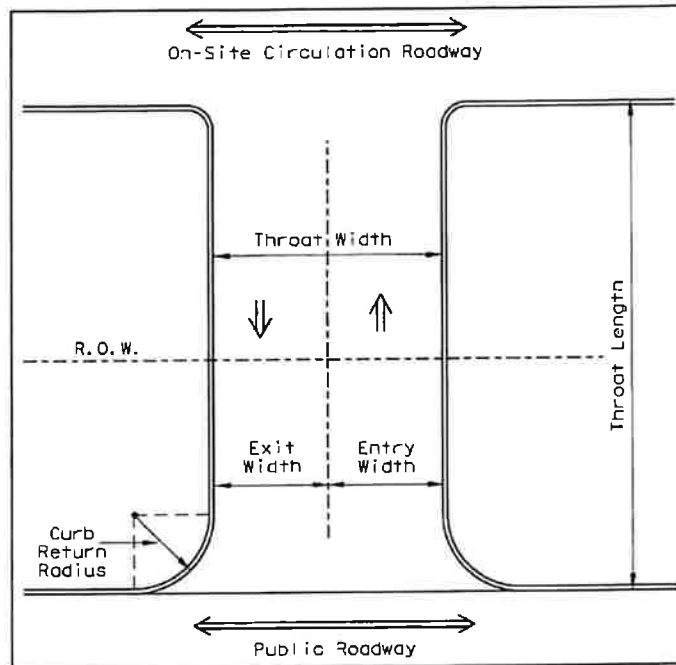 On-Site Circulation Roadway
Throat Width
R.O.W.
Throat Length
Exit
Width
Entry
Width
Curb
Return
Radius
Public Roadway